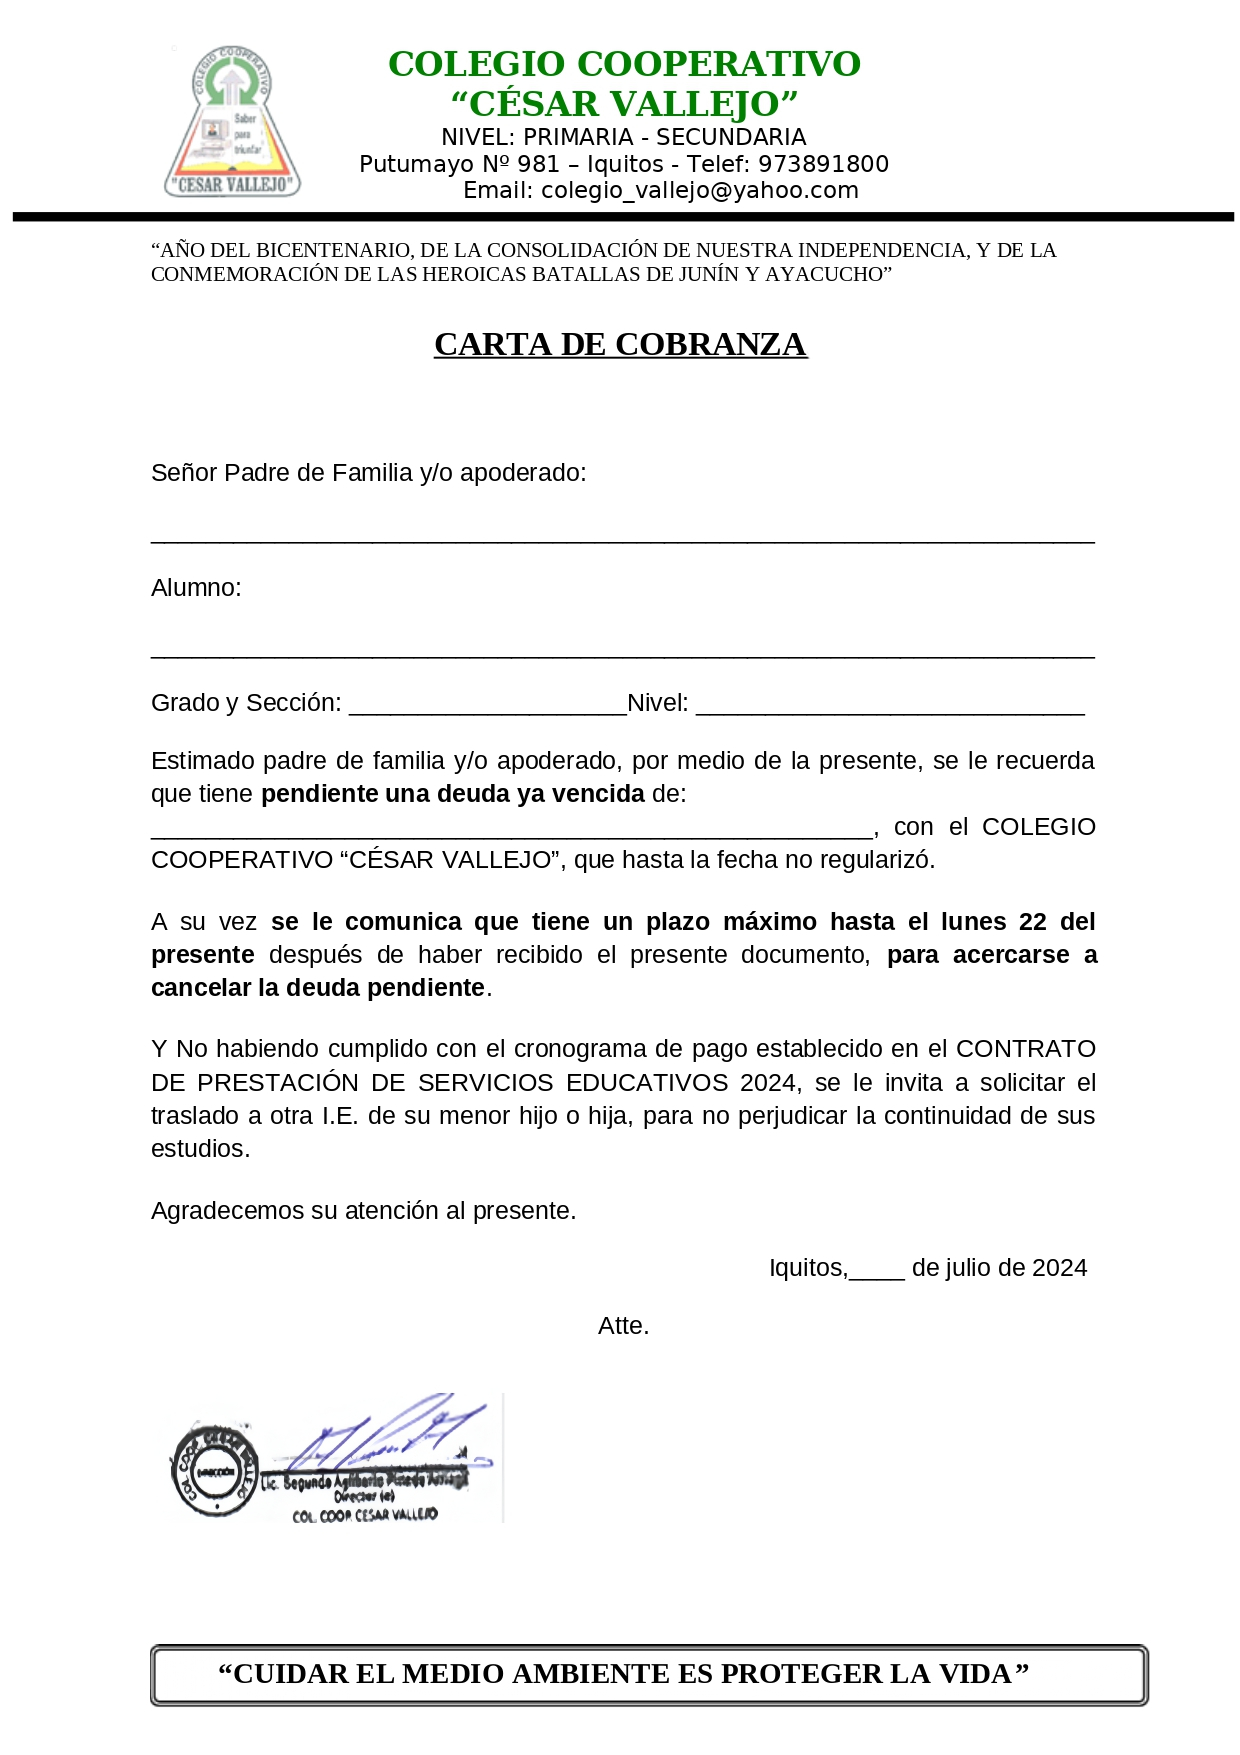 COLEGIO COOPERATIVO
Saber
para
triunfar
"CESAR VALLEJO"
COLEGIO COOPERATIVO
“CÉSAR VALLEJO”
NIVEL: PRIMARIA - SECUNDARIA
Putumayo Nº 981 – Iquitos - Telef: 973891800
Email: colegio_vallejo@yahoo.com
“AÑO DEL BICENTENARIO, DE LA CONSOLIDACIÓN DE NUESTRA INDEPENDENCIA, Y DE LA
CONMEMORACIÓN DE LAS HEROICAS BATALLAS DE JUNÍN Y AYACUCHO”
CARTA DE COBRANZA
Señor Padre de Familia y/o apoderado:
____________________________________________________________________
Alumno:
____________________________________________________________________
Grado y Sección: ____________________Nivel: ____________________________
Estimado padre de familia y/o apoderado, por medio de la presente, se le recuerda
que tiene pendiente una deuda ya vencida de:
____________________________________________________, con el COLEGIO
COOPERATIVO “CÉSAR VALLEJO”, que hasta la fecha no regularizó.
A su vez se le comunica que tiene un plazo máximo hasta el lunes 22 del
presente después de haber recibido el presente documento, para acercarse a
cancelar la deuda pendiente.
Y No habiendo cumplido con el cronograma de pago establecido en el CONTRATO
DE PRESTACIÓN DE SERVICIOS EDUCATIVOS 2024, se le invita a solicitar el
traslado a otra I.E. de su menor hijo o hija, para no perjudicar la continuidad de sus
estudios.
Agradecemos su atención al presente.
Iquitos,____ de julio de 2024
Atte.
COL. COOP. CESAR VALLEJO
DIRECCIÓN
Lic. Segundo
Director (e)
COL. COOP. CESAR VALLEJO
“CUIDAR EL MEDIO AMBIENTE ES PROTEGER LA VIDA”